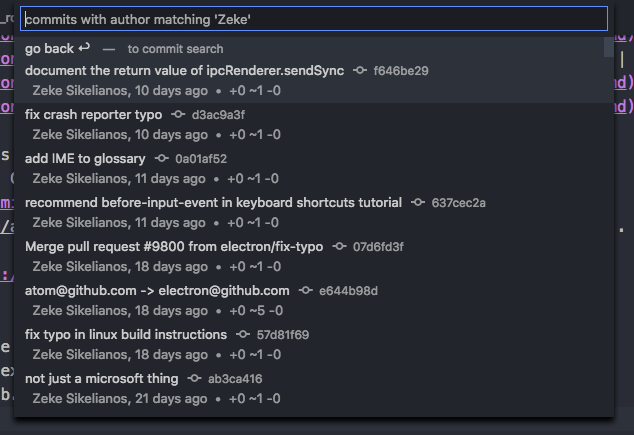 commits with author matching 'Zeke'
go back ↩ — to commit search
document the return value of ipcRenderer.sendSync f646be29
Zeke Sikelianos, 10 days ago • +0 ~1 -0
fix crash reporter typo d3ac9a3f
Zeke Sikelianos, 10 days ago • +0 ~1 -0
add IME to glossary 0a01af52
Zeke Sikelianos, 11 days ago • +0 ~1 -0
recommend before-input-event in keyboard shortcuts tutorial 637cec2a
Zeke Sikelianos, 11 days ago • +0 ~1 -0
Merge pull request #9800 from electron/fix-typo 07d6fd3f
Zeke Sikelianos, 18 days ago • +0 ~1 -0
atom@github.com -> electron@github.com e644b98d
Zeke Sikelianos, 18 days ago • +0 ~5 -0
fix typo in linux build instructions 57d81f69
Zeke Sikelianos, 18 days ago • +0 ~1 -0
not just a microsoft thing ab3ca416
Zeke Sikelianos, 21 days ago • +0 ~1 -0